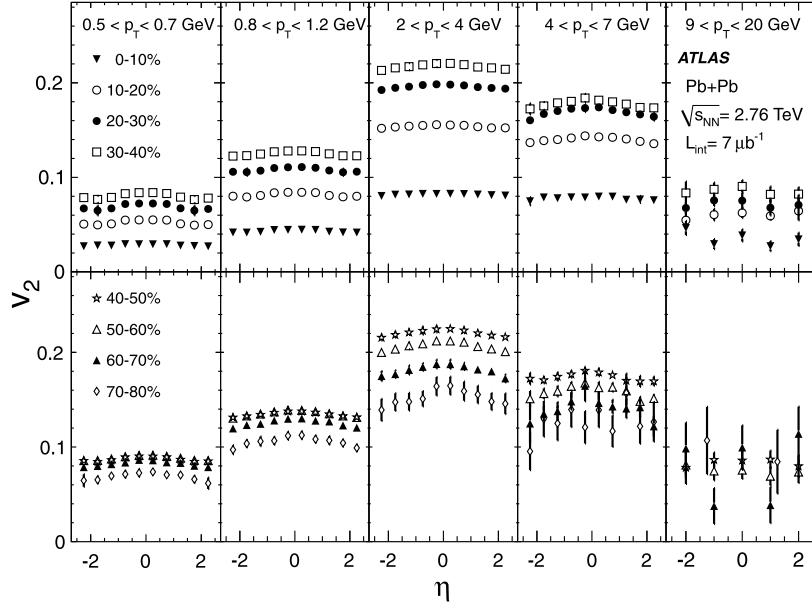 0.5 < p_T < 0.7 GeV 0.8 < p_T < 1.2 GeV 2 < p_T < 4 GeV 4 < p_T < 7 GeV 9 < p_T < 20 GeV
0-10%
10-20%
20-30%
30-40%
ATLAS
Pb+Pb
√s_NN = 2.76 TeV
L_int = 7 μb⁻¹
0.2
0.1
0
v₂
40-50%
50-60%
60-70%
70-80%
0.2
0.1
0
-2 0 2 -2 0 2 -2 0 2 -2 0 2 -2 0 2
η